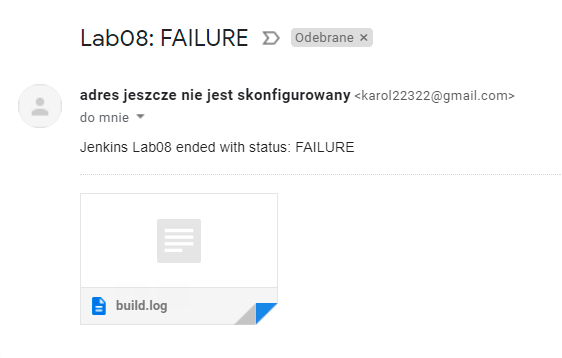 Lab08: FAILURE Odebrane ×
adres jeszcze nie jest skonfigurowany <karol22322@gmail.com>
do mnie
Jenkins Lab08 ended with status: FAILURE
build.log